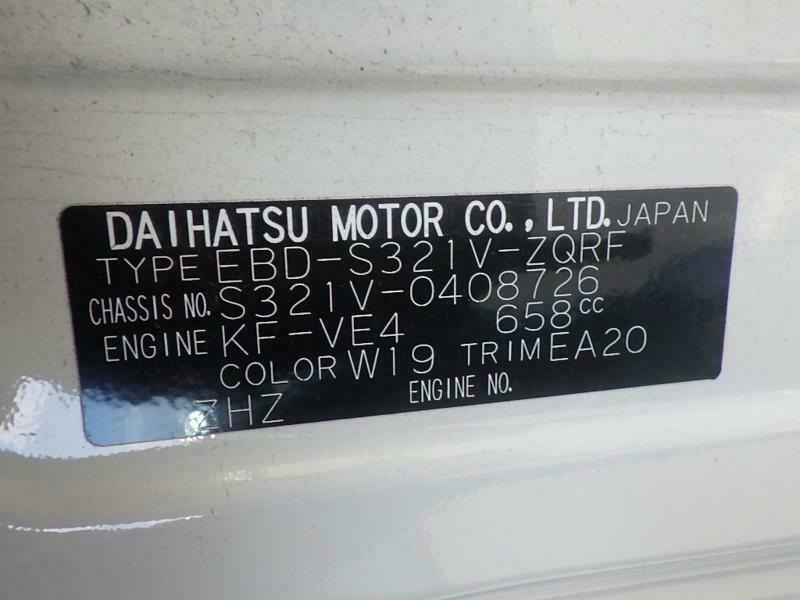 DAIHATSU MOTOR CO., LTD. JAPAN
TYPE EBD-S321V-ZQRF
CHASSIS NO. S321V-0408726
ENGINE KF-VE4 658cc
COLOR W19 TRIM EA20
ZHZ ENGINE NO.